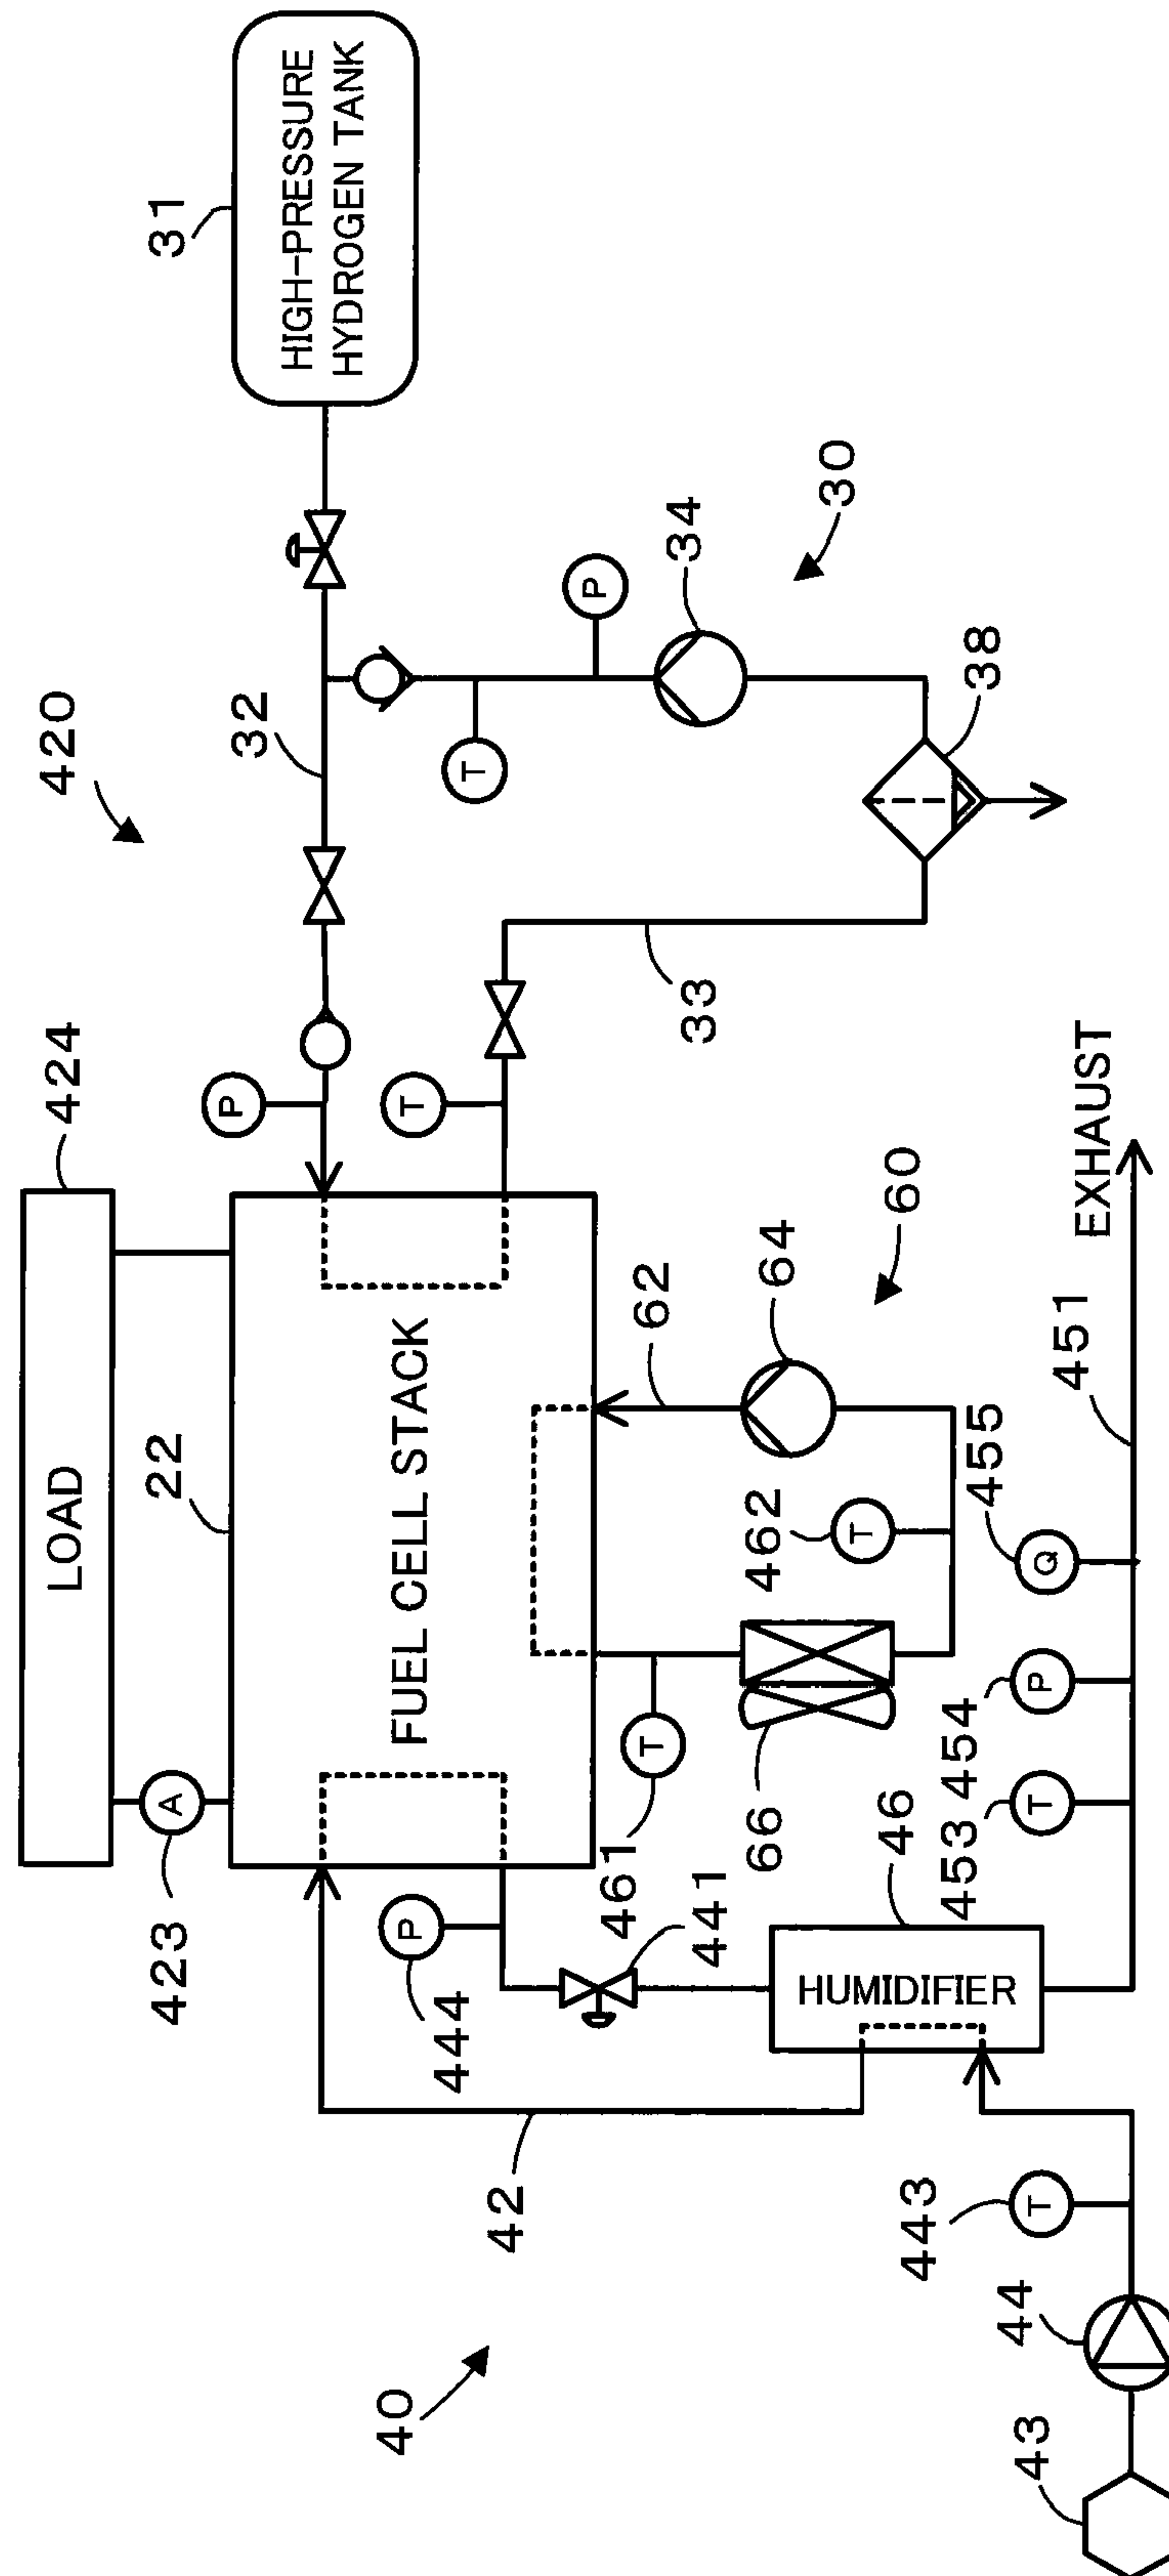 420
424
LOAD
423
A
22
FUEL CELL STACK
P
32
31
HIGH-PRESSURE
HYDROGEN TANK
T
P
34
30
T
33
38
P
444
441
461
T
66
62
64
60
462
T
42
40
46
HUMIDIFIER
453
T
454
P
455
Q
451
EXHAUST
443
T
44
43